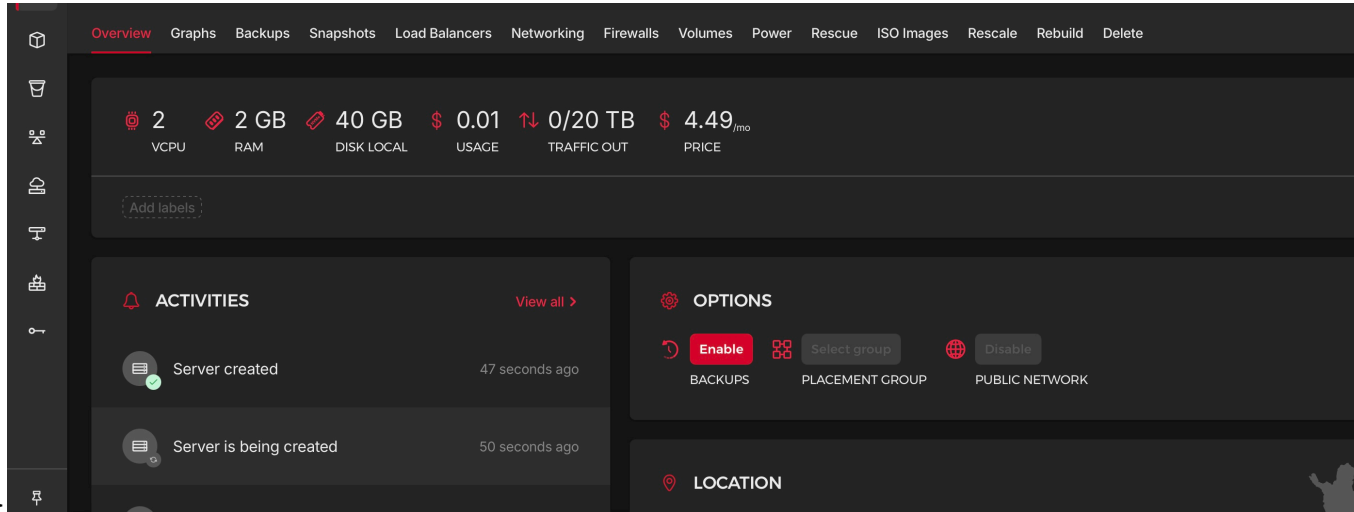 Overview Graphs Backups Snapshots Load Balancers Networking Firewalls Volumes Power Rescue ISO Images Rescale Rebuild Delete
2 2 GB 40 GB $ 0.01 0/20 TB $ 4.49/mo
VCPU RAM DISK LOCAL USAGE TRAFFIC OUT PRICE
Add labels
ACTIVITIES View all >
Server created 47 seconds ago
Server is being created 50 seconds ago
OPTIONS
Enable Select group Disable
BACKUPS PLACEMENT GROUP PUBLIC NETWORK
LOCATION